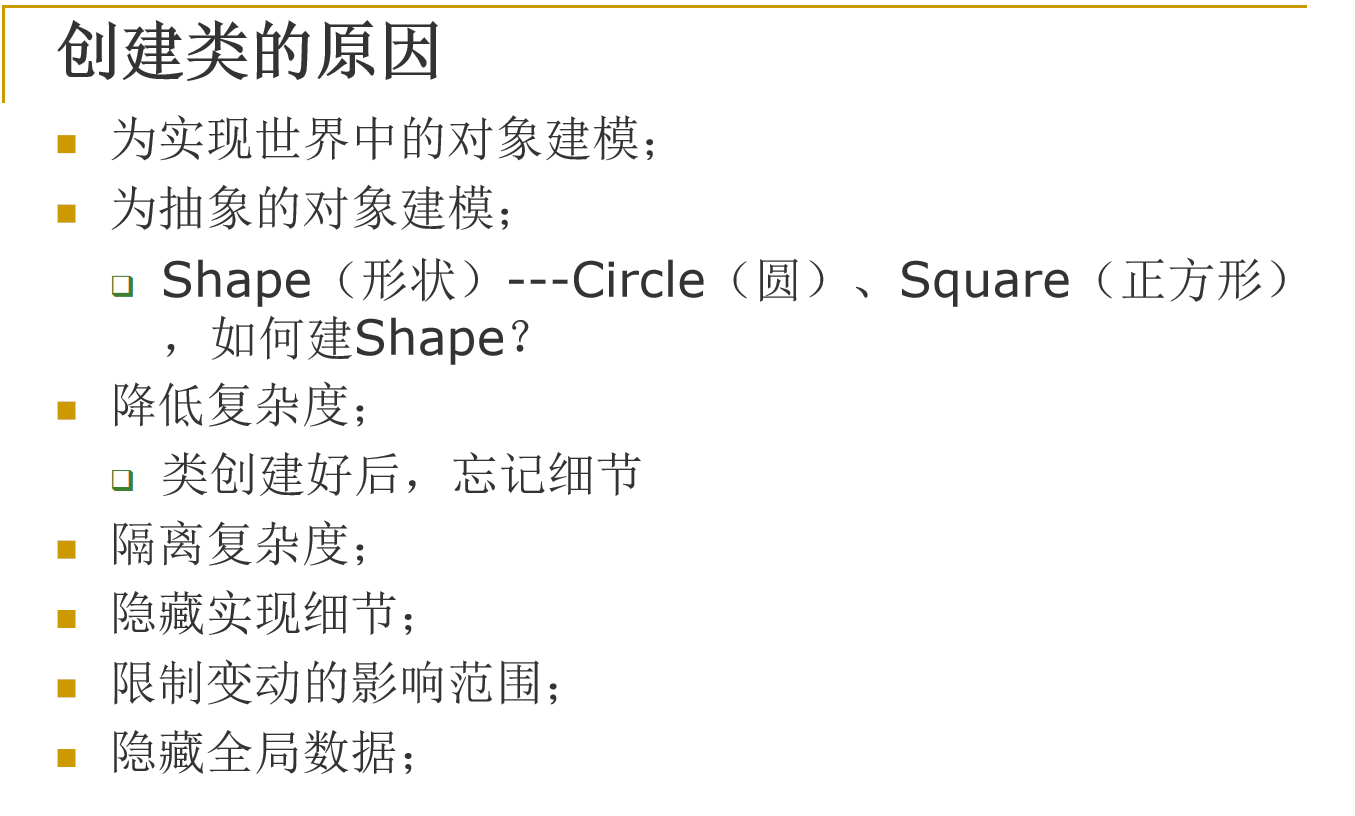 创建类的原因
为实现世界中的对象建模；
为抽象的对象建模；
Shape（形状）---Circle（圆）、Square（正方形）
，如何建Shape？
降低复杂度；
类创建好后，忘记细节
隔离复杂度；
隐藏实现细节；
限制变动的影响范围；
隐藏全局数据；